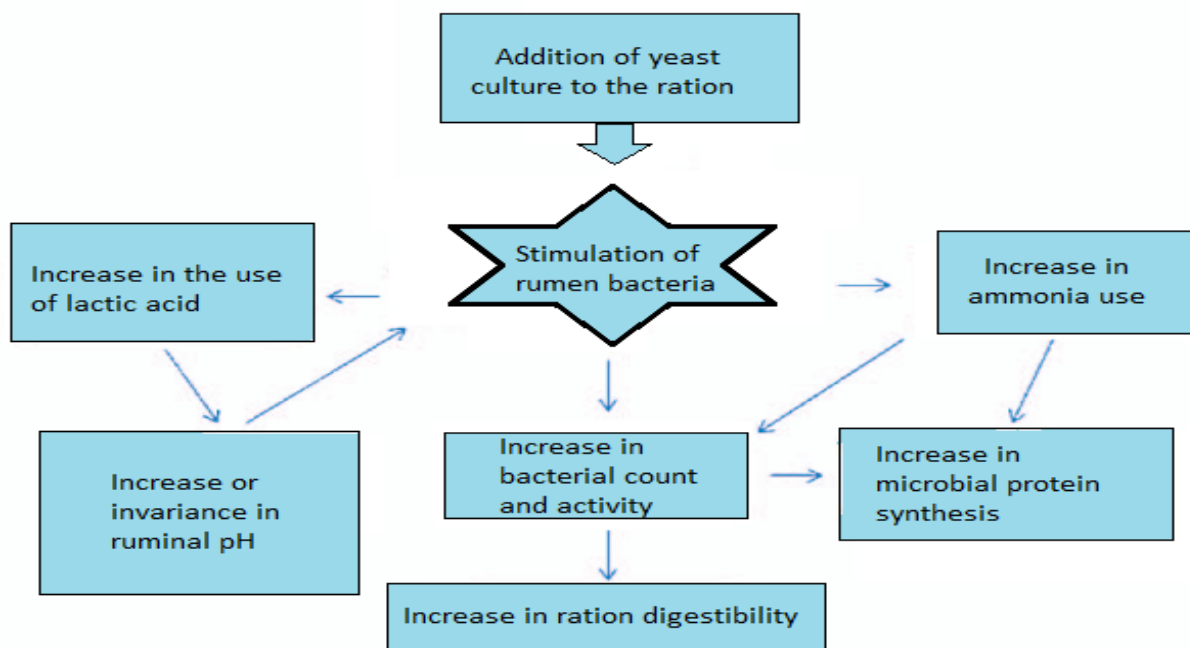 Addition of yeast
culture to the ration
Stimulation of
rumen bacteria
Increase in the use
of lactic acid
Increase in
ammonia use
Increase or
invariance in
ruminal pH
Increase in
bacterial count
and activity
Increase in
microbial protein
synthesis
Increase in ration digestibility